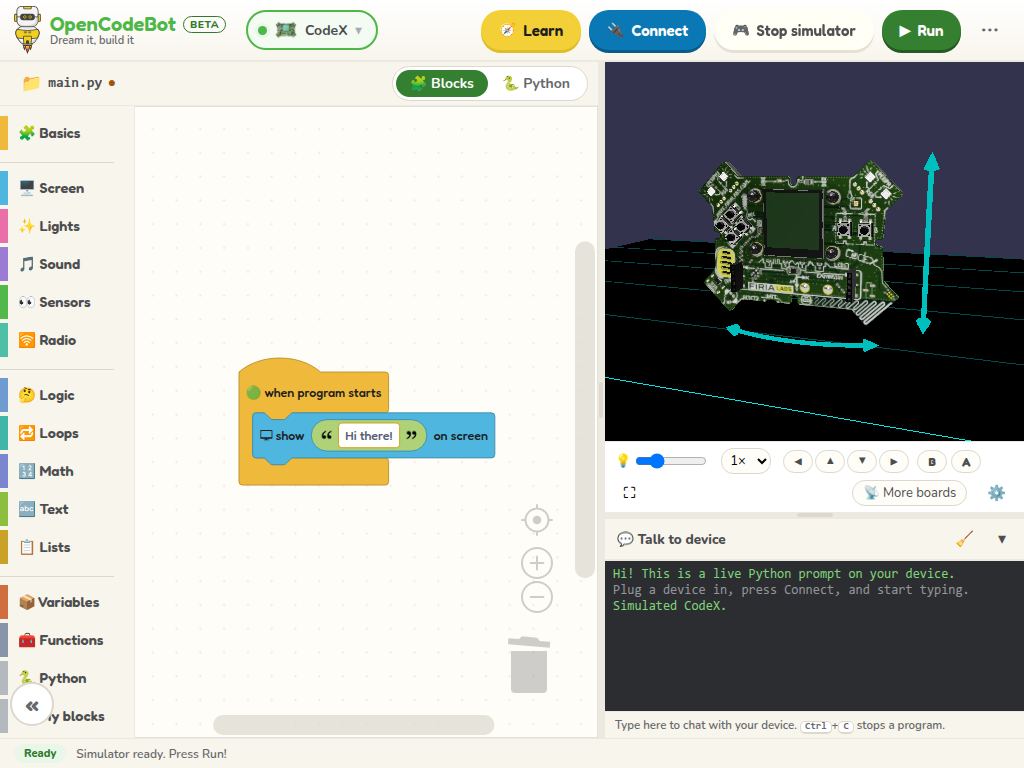 OpenCodeBot BETA
Dream it, build it
CodeX ▾
Learn
Connect
Stop simulator
▶ Run
main.py
Blocks
Python
Basics
Screen
Lights
Sound
Sensors
Radio
Logic
Loops
Math
Text
Lists
Variables
Functions
Python
y blocks
when program starts
show “ Hi there! ” on screen
CodeX
FIRIA LABS
1×
B
A
More boards
Talk to device
Hi! This is a live Python prompt on your device.
Plug a device in, press Connect, and start typing.
Simulated CodeX.
Type here to chat with your device. Ctrl+C stops a program.
Ready
Simulator ready. Press Run!